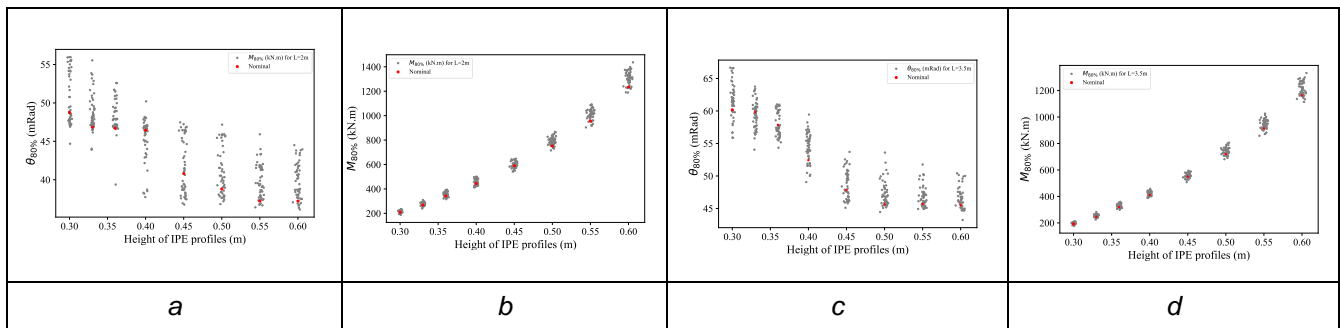 M80% (kN.m) for L=2m
Nominal
55
50
45
40
θ80% (mRad)
0.30 0.35 0.40 0.45 0.50 0.55 0.60
Height of IPE profiles (m)
M80% (kN.m) for L=2m
Nominal
1400
1200
1000
800
600
400
200
M80% (kN.m)
0.30 0.35 0.40 0.45 0.50 0.55 0.60
Height of IPE profiles (m)
θ80% (mRad) for L=3.5m
Nominal
65
60
55
50
45
θ80% (mRad)
0.30 0.35 0.40 0.45 0.50 0.55 0.60
Height of IPE profiles (m)
M80% (kN.m) for L=3.5m
Nominal
1200
1000
800
600
400
200
M80% (kN.m)
0.30 0.35 0.40 0.45 0.50 0.55 0.60
Height of IPE profiles (m)
a
b
c
d